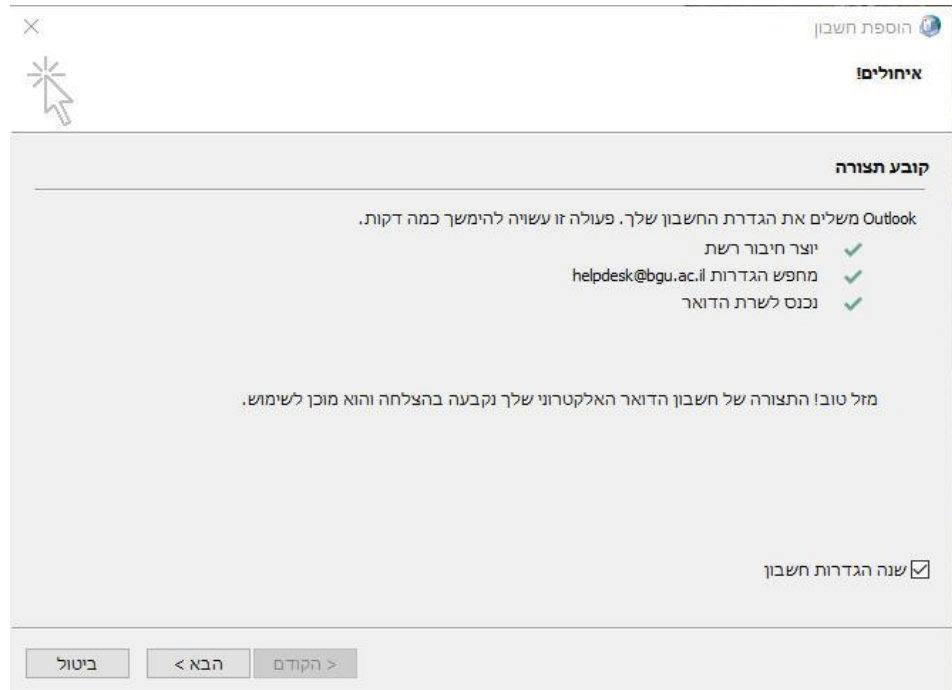 הוספת חשבון
איחולים!
קובע תצורה
Outlook משלים את הגדרת החשבון שלך. פעולה זו עשויה להימשך כמה דקות.
יוצר חיבור רשת
מחפש הגדרות helpdesk@bgu.ac.il
נכנס לשרת הדואר
מזל טוב! התצורה של חשבון הדואר האלקטרוני שלך נקבעה בהצלחה והוא מוכן לשימוש.
שנה הגדרות חשבון
< הקודם הבא > ביטול